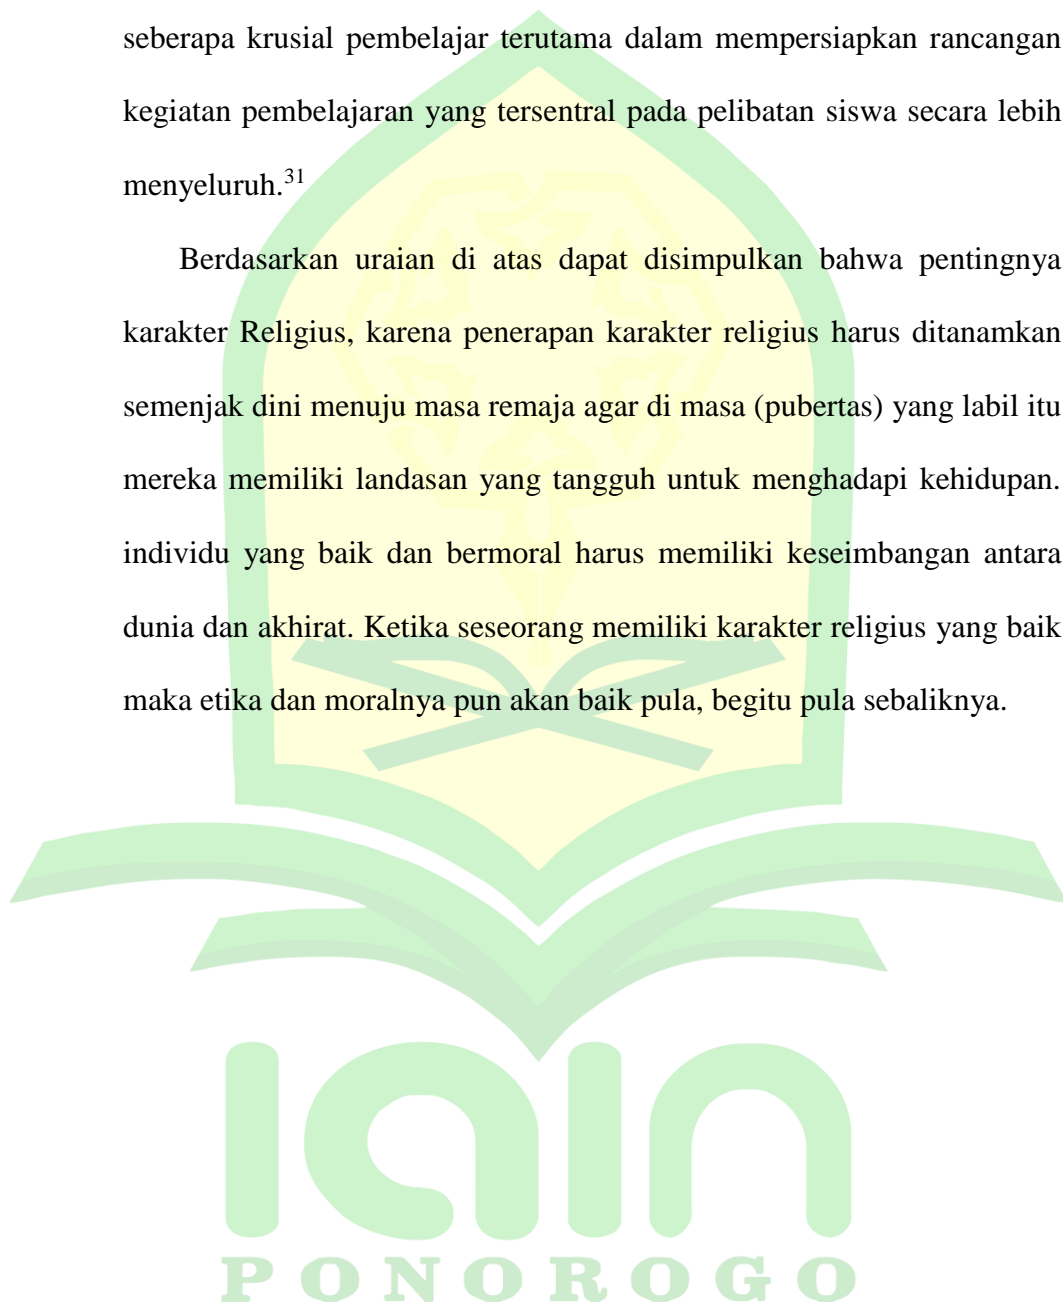 seberapa krusial pembelajar terutama dalam mempersiapkan rancangan
kegiatan pembelajaran yang tersentral pada pelibatan siswa secara lebih
menyeluruh.31
Berdasarkan uraian di atas dapat disimpulkan bahwa pentingnya
karakter Religius, karena penerapan karakter religius harus ditanamkan
semenjak dini menuju masa remaja agar di masa (pubertas) yang labil itu
mereka memiliki landasan yang tangguh untuk menghadapi kehidupan.
individu yang baik dan bermoral harus memiliki keseimbangan antara
dunia dan akhirat. Ketika seseorang memiliki karakter religius yang baik
maka etika dan moralnya pun akan baik pula, begitu pula sebaliknya.
iain
PONOROGO